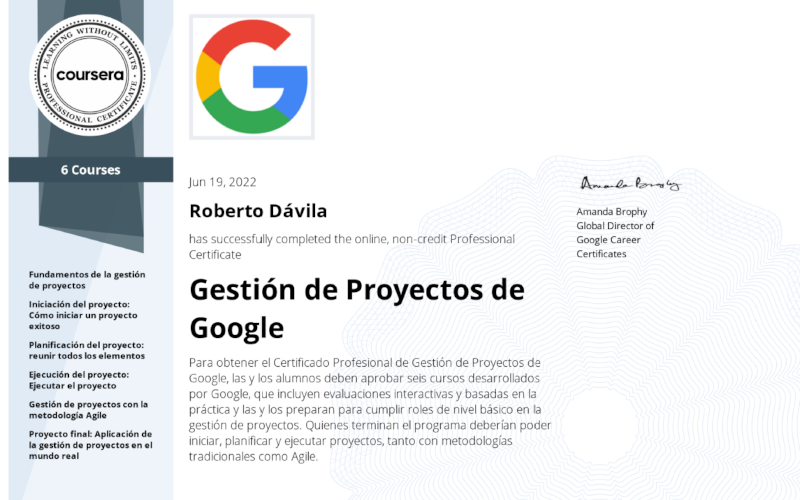 LEARNING WITHOUT LIMITS
coursera
PROFESSIONAL CERTIFICATE
6 Courses
Fundamentos de la gestión
de proyectos
Iniciación del proyecto:
Cómo iniciar un proyecto
exitoso
Planificación del proyecto:
reunir todos los elementos
Ejecución del proyecto:
Ejecutar el proyecto
Gestión de proyectos con la
metodología Agile
Proyecto final: Aplicación de
la gestión de proyectos en el
mundo real
Jun 19, 2022
Roberto Dávila
has successfully completed the online, non-credit Professional
Certificate
Gestión de Proyectos de
Google
Para obtener el Certificado Profesional de Gestión de Proyectos de
Google, las y los alumnos deben aprobar seis cursos desarrollados
por Google, que incluyen evaluaciones interactivas y basadas en la
práctica y las y los preparan para cumplir roles de nivel básico en la
gestión de proyectos. Quienes terminan el programa deberían poder
iniciar, planificar y ejecutar proyectos, tanto con metodologías
tradicionales como Agile.
Amanda Brophy
Amanda Brophy
Global Director of
Google Career
Certificates